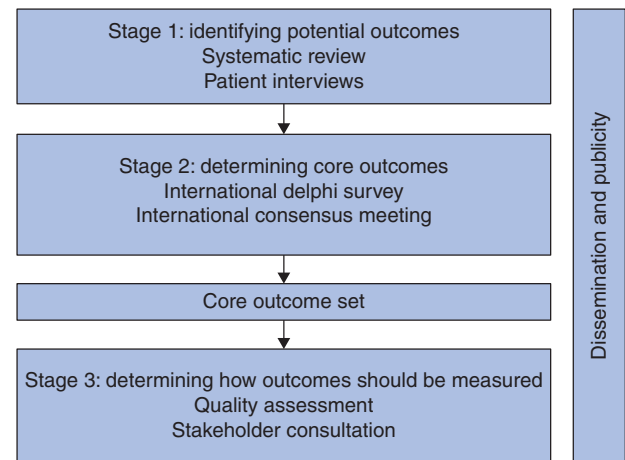 Stage 1: identifying potential outcomes
Systematic review
Patient interviews
Stage 2: determining core outcomes
International delphi survey
International consensus meeting
Core outcome set
Stage 3: determining how outcomes should be measured
Quality assessment
Stakeholder consultation
Dissemination and publicity